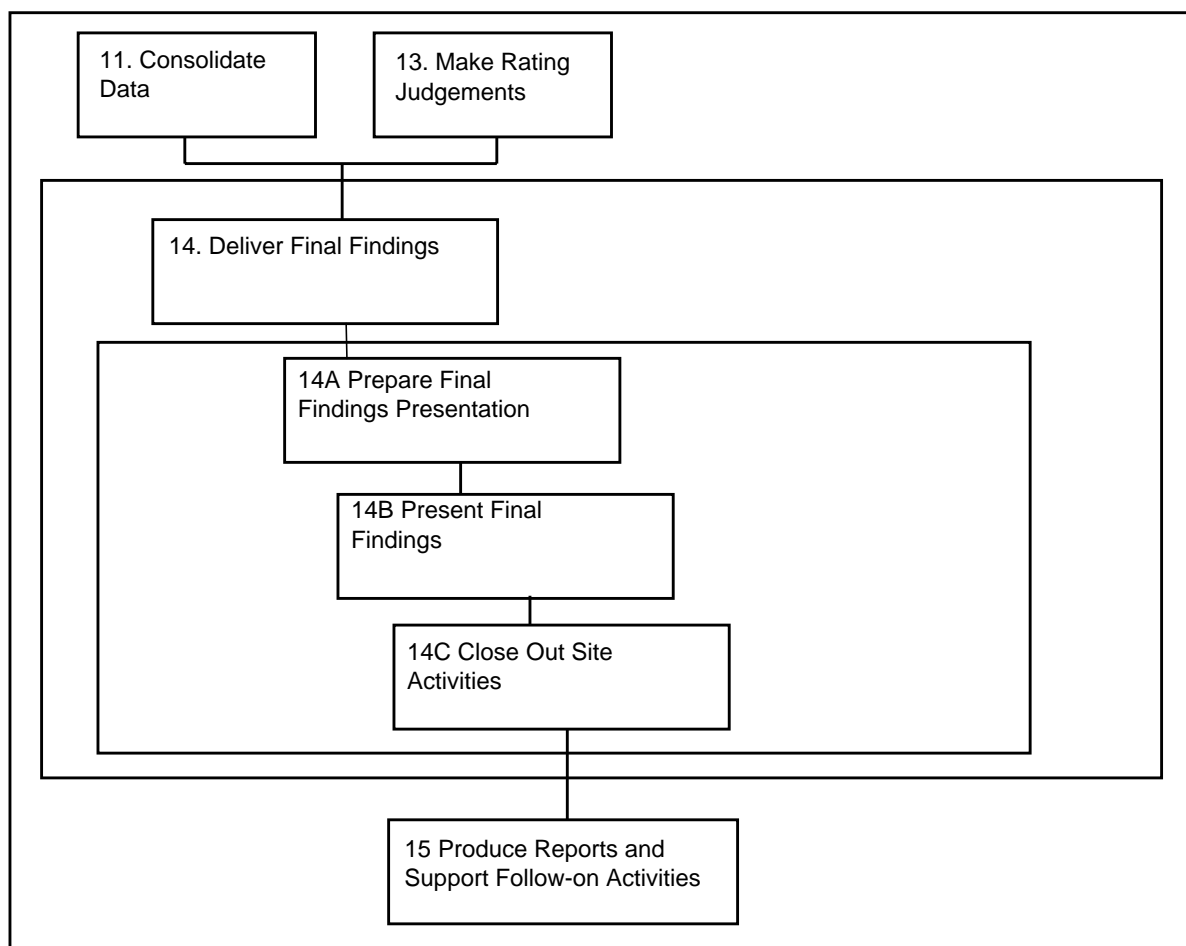 11. Consolidate
Data
13. Make Rating
Judgements
14. Deliver Final Findings
14A Prepare Final
Findings Presentation
14B Present Final
Findings
14C Close Out Site
Activities
15 Produce Reports and
Support Follow-on Activities